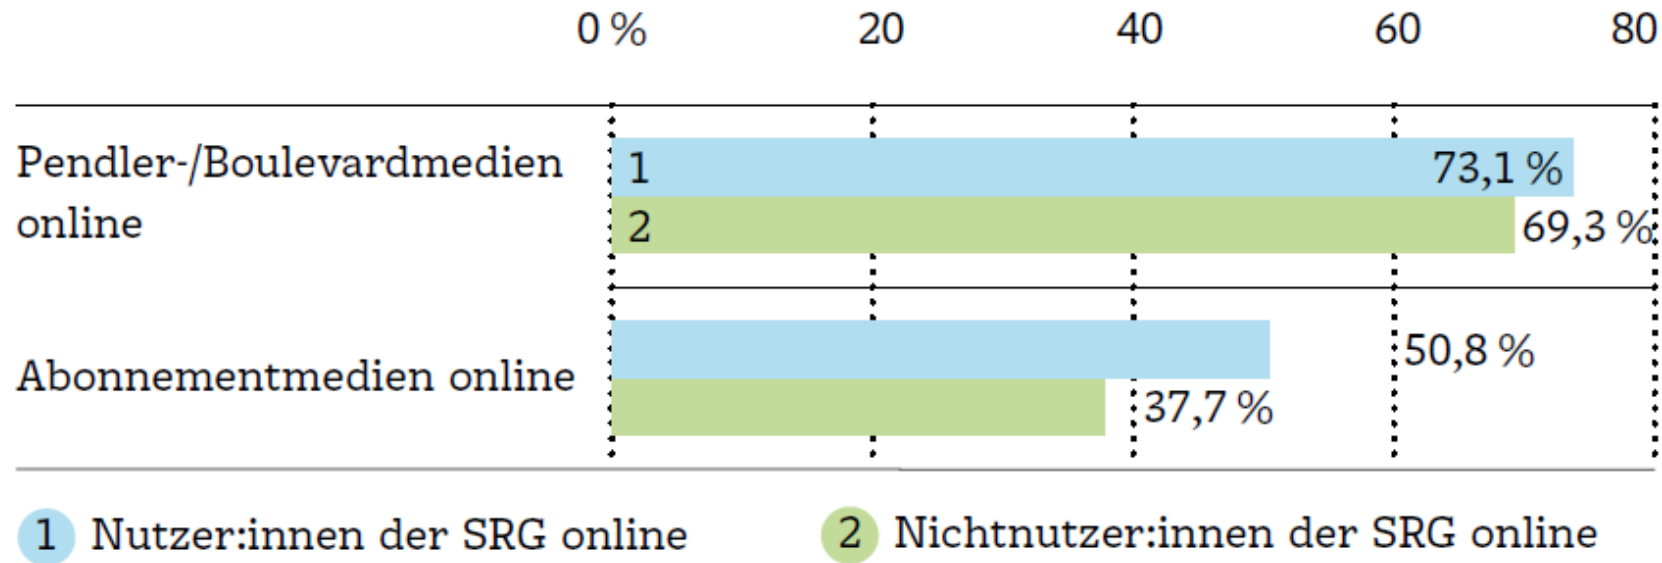 0 % 20 40 60 80
Pendler-/Boulevardmedien
online
1 73,1 %
2 69,3 %
Abonnementmedien online
50,8 %
37,7 %
1 Nutzer:innen der SRG online 2 Nichtnutzer:innen der SRG online